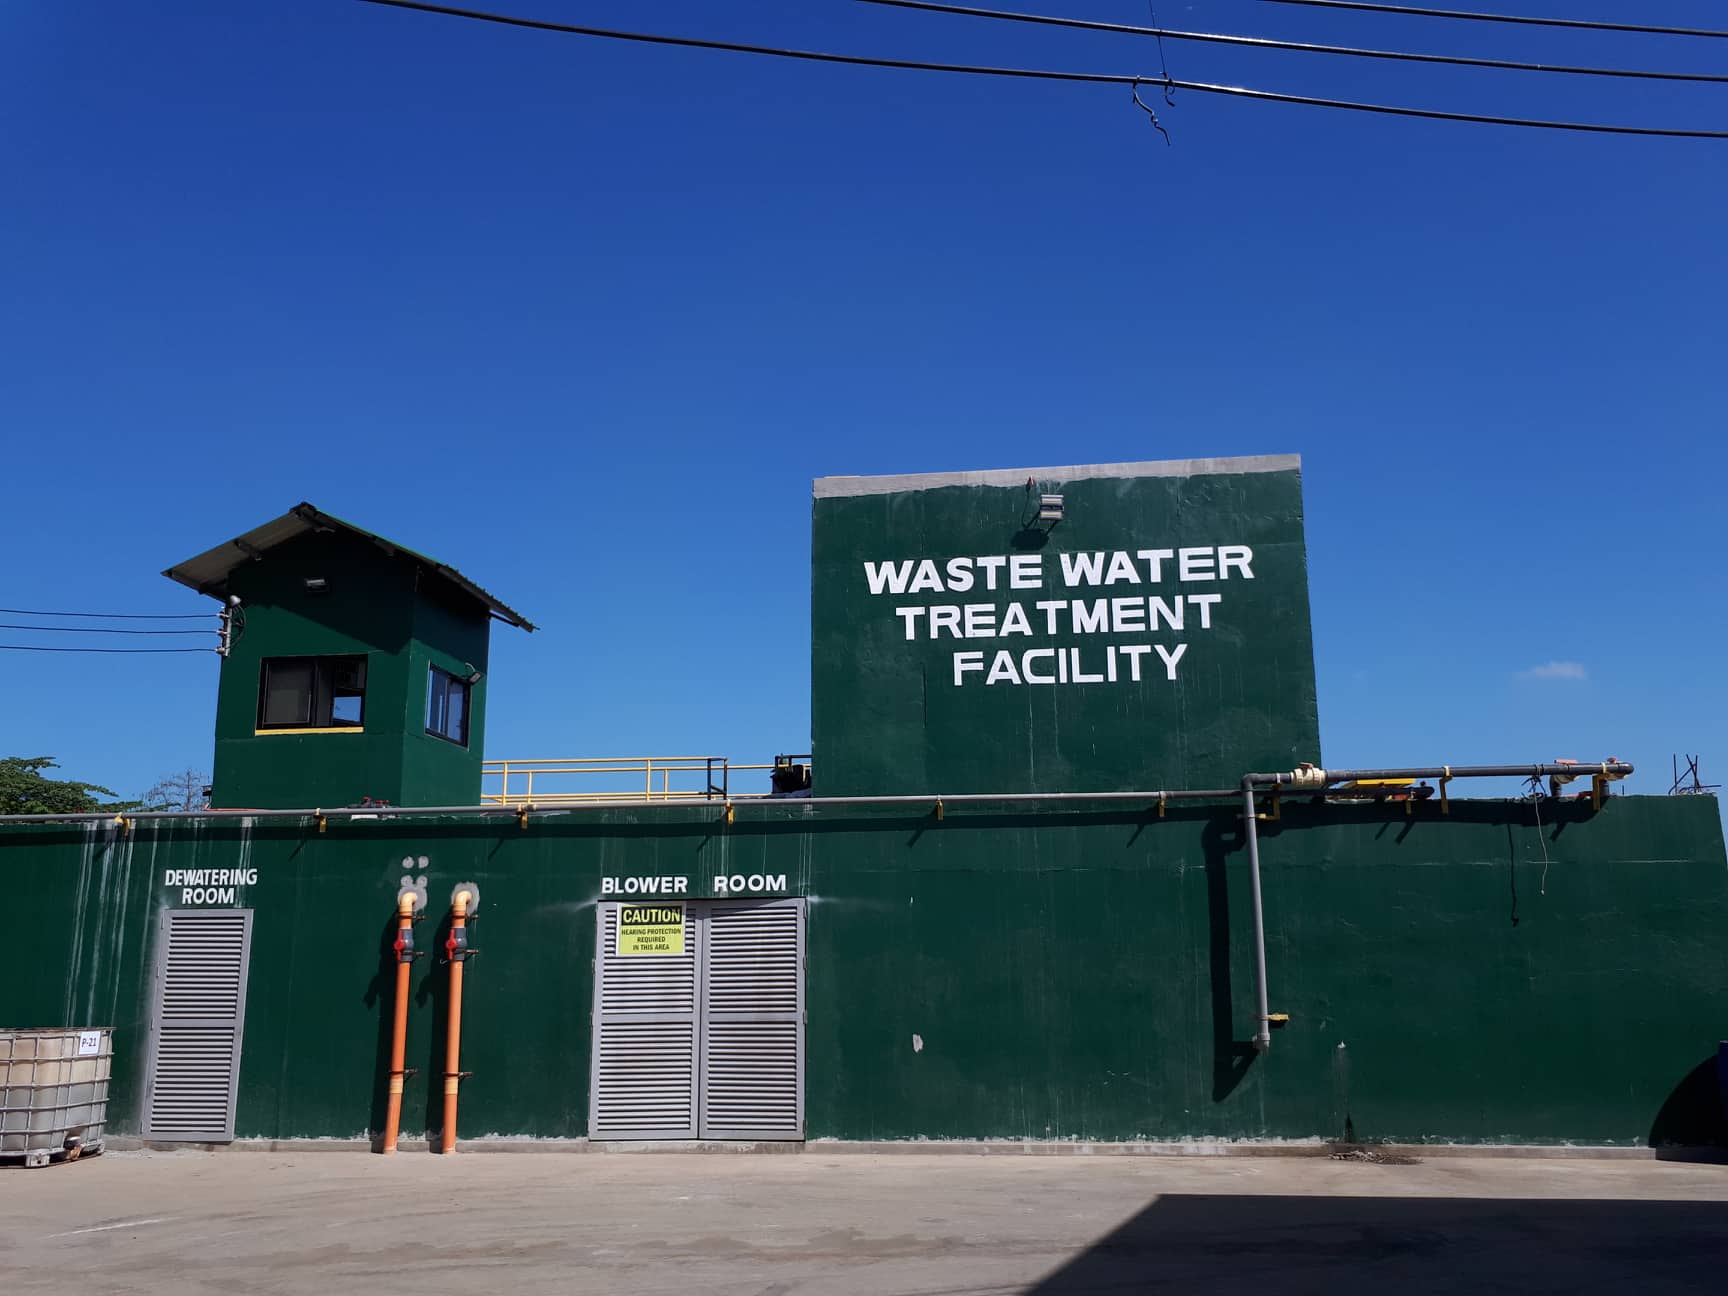 WASTE WATER
TREATMENT
FACILITY
DEWATERING
ROOM
BLOWER ROOM
CAUTION
HEARING PROTECTION
REQUIRED
IN THIS AREA
P-21